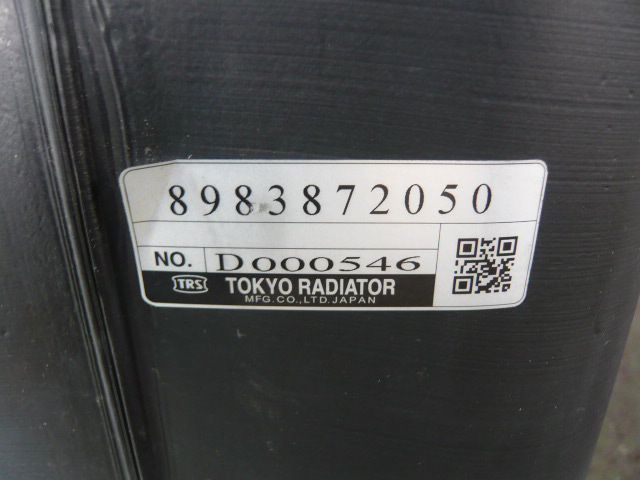 8983872050
NO. D000546
TRS TOKYO RADIATOR
MFG.CO.,LTD.JAPAN